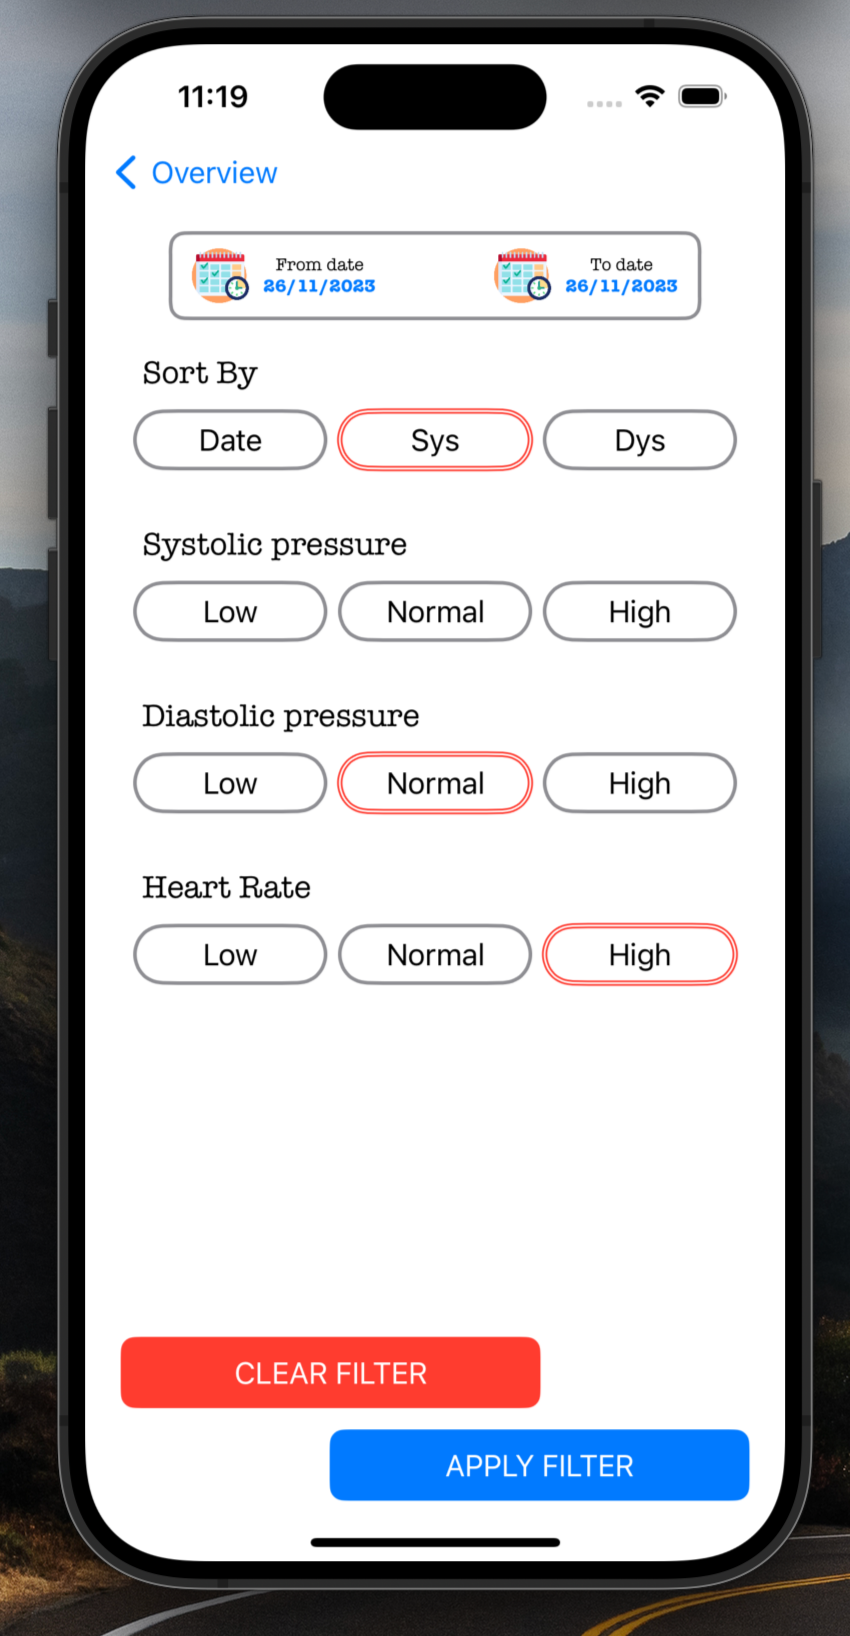 11:19
Overview
From date To date
26/11/2023 26/11/2023
Sort By
Date Sys Dys
Systolic pressure
Low Normal High
Diastolic pressure
Low Normal High
Heart Rate
Low Normal High
CLEAR FILTER
APPLY FILTER